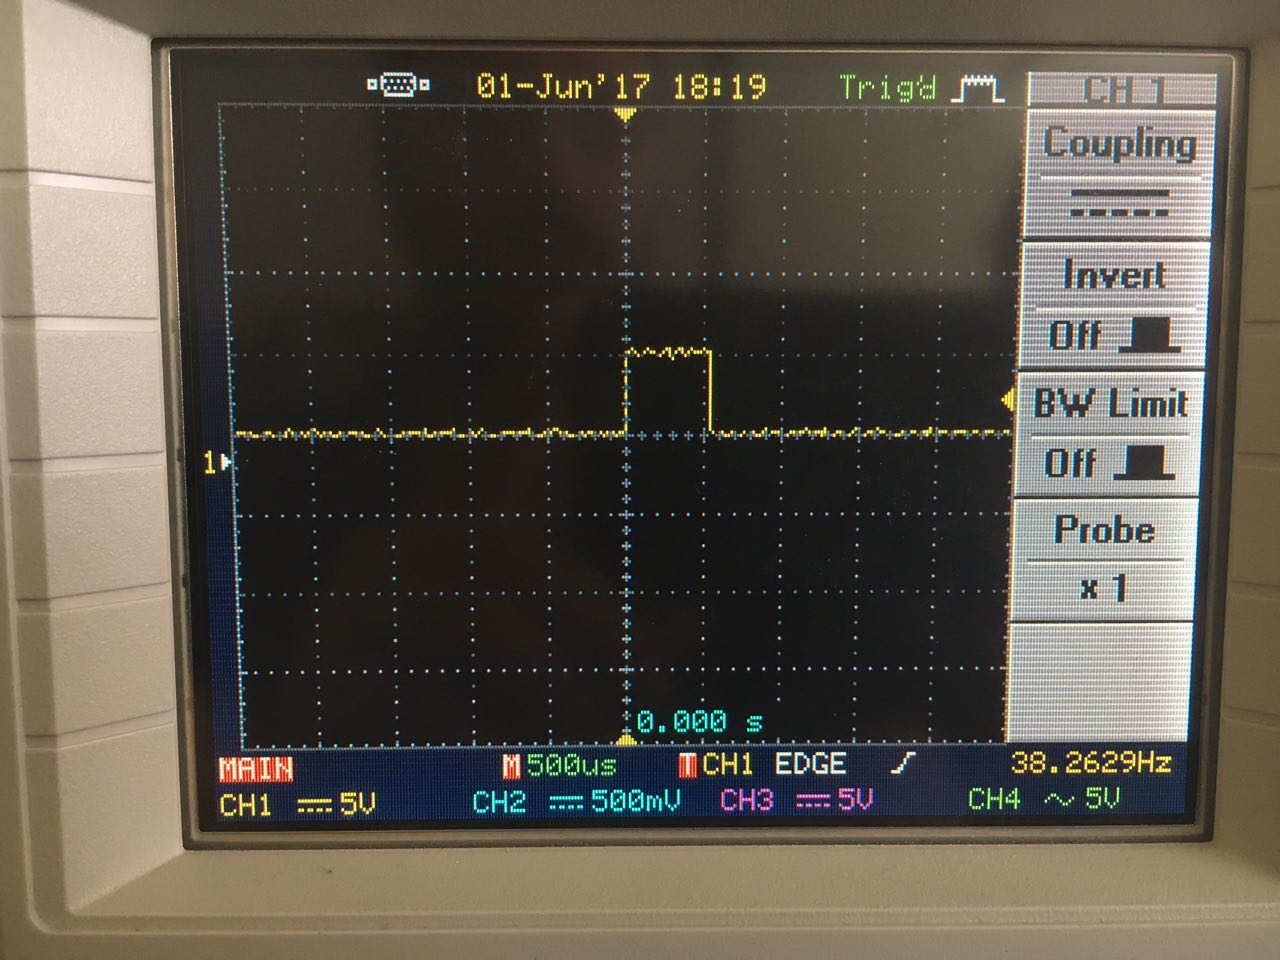 01-Jun'17 18:19 Trig'd
CH 1
Coupling
Invert
Off
BW Limit
Off
1
Probe
x 1
0.000 s
MAIN M 500us T CH1 EDGE 38.2629Hz
CH1 5V CH2 500mV CH3 5V CH4 5V